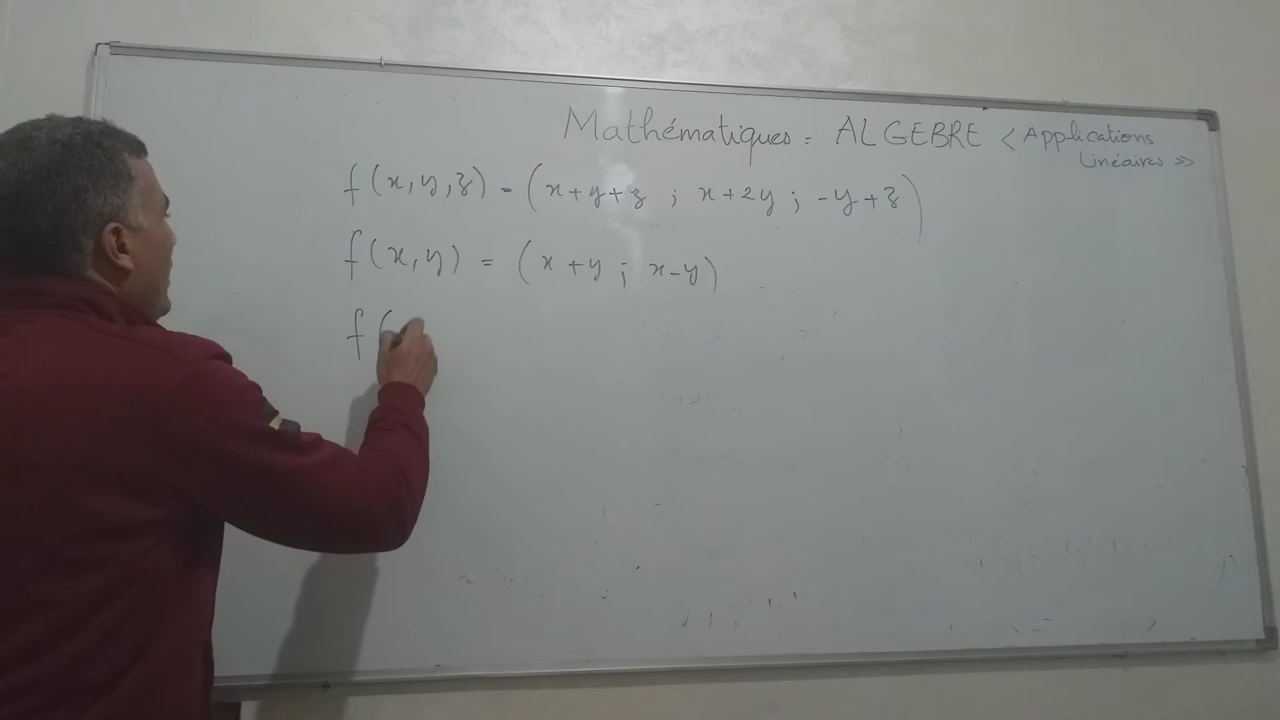 Mathématiques = ALGEBRE < Applications
Linéaires >>
f(x,y,z) = (x+y+z ; x+2y ; -y+z)
f(x,y) = (x+y ; x-y)
f(